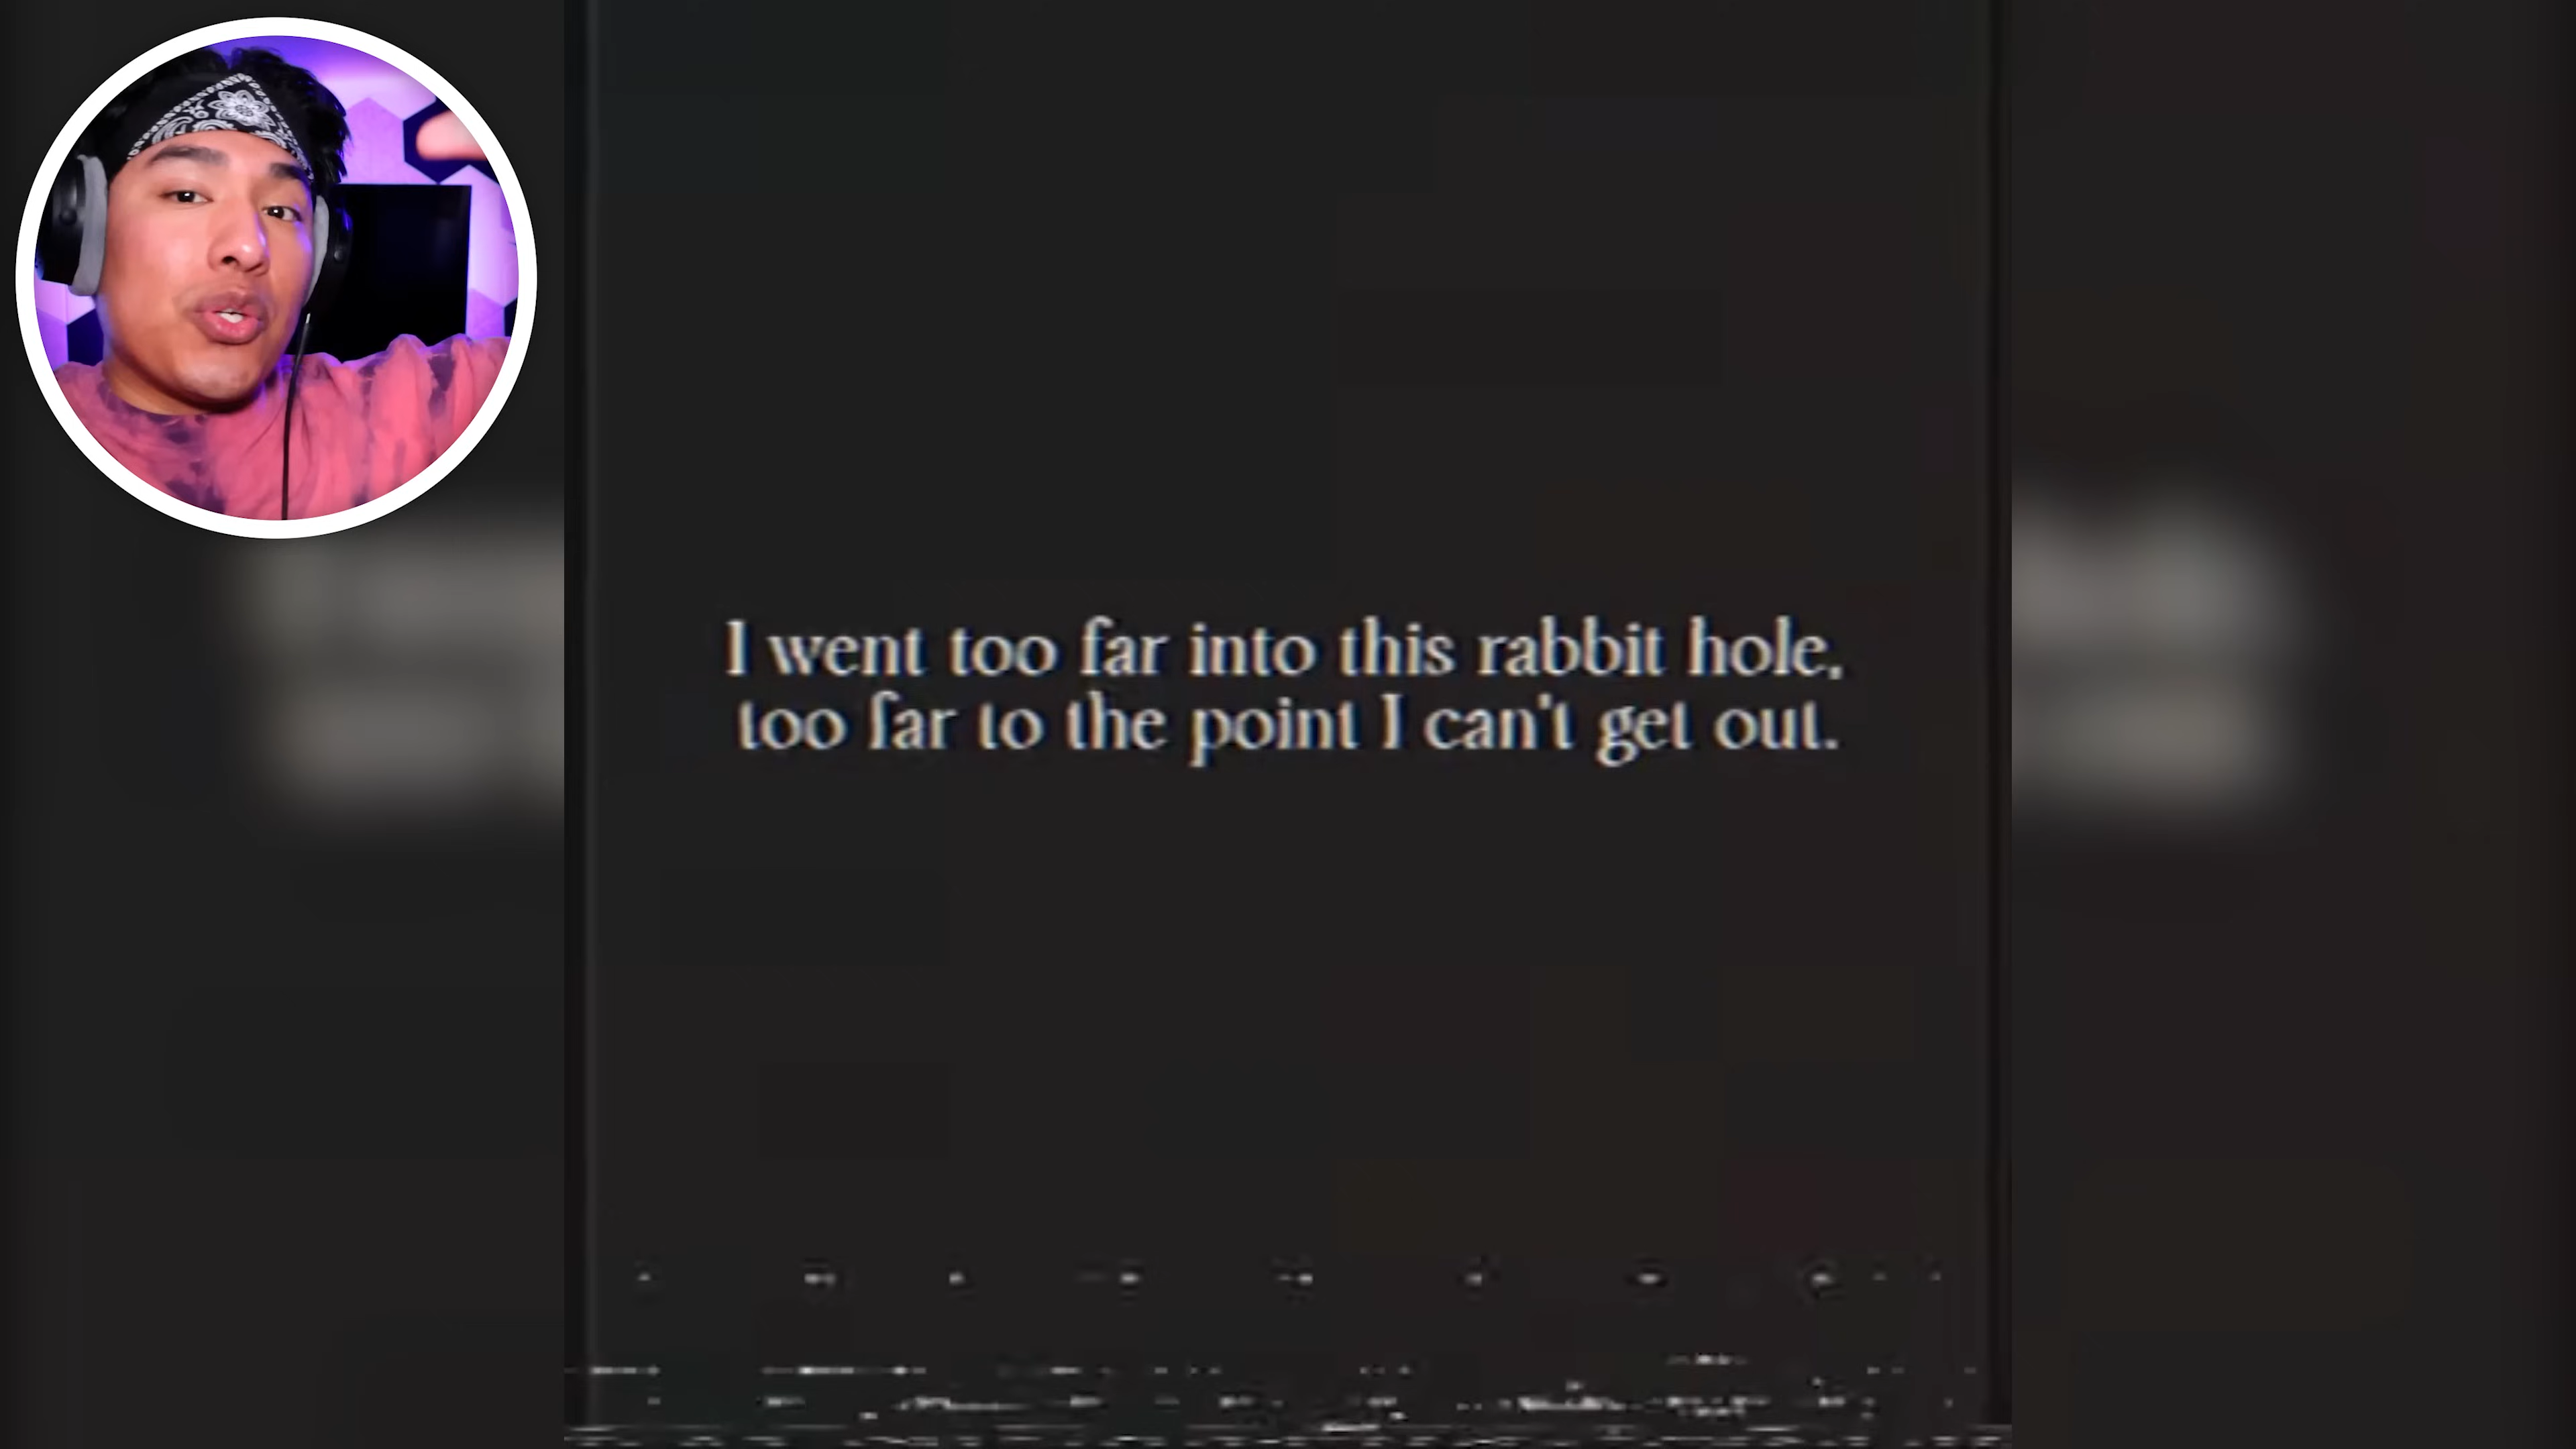 I went too far into this rabbit hole,
too far to the point I can't get out.